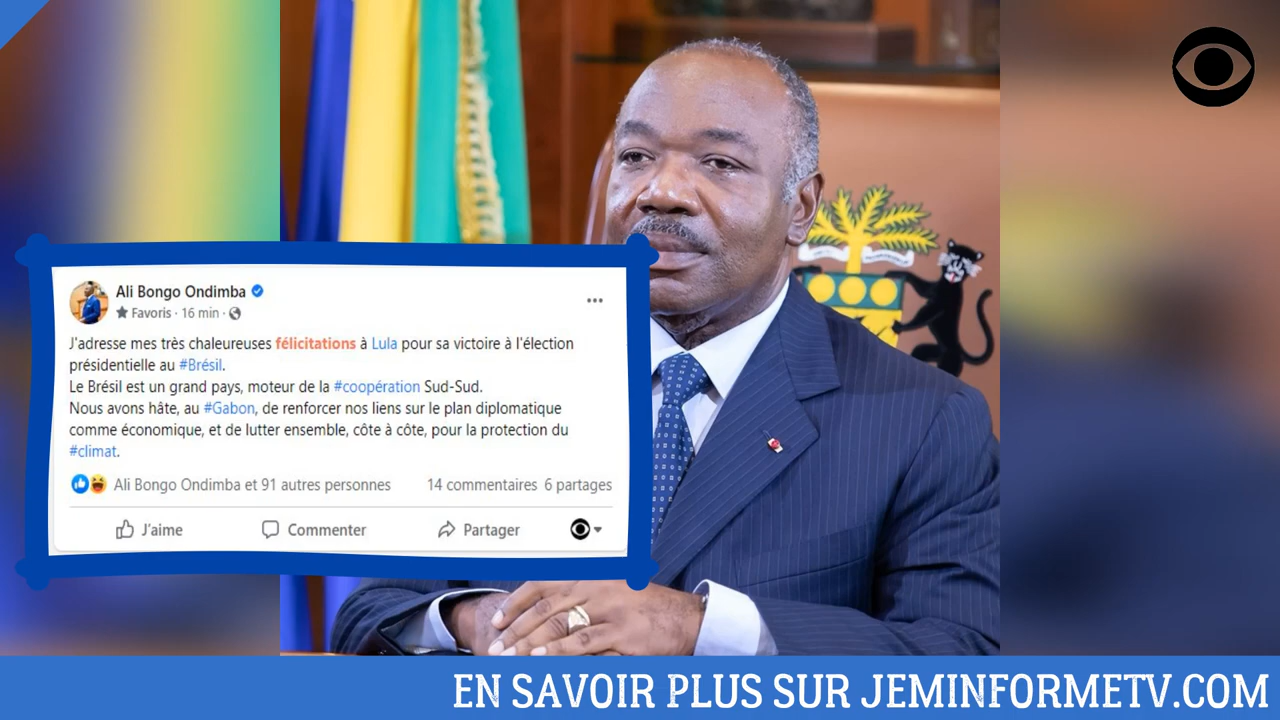 Ali Bongo Ondimba
Favoris · 16 min ·
J'adresse mes très chaleureuses félicitations à Lula pour sa victoire à l'élection
présidentielle au #Brésil.
Le Brésil est un grand pays, moteur de la #coopération Sud-Sud.
Nous avons hâte, au #Gabon, de renforcer nos liens sur le plan diplomatique
comme économique, et de lutter ensemble, côte à côte, pour la protection du
#climat.
Ali Bongo Ondimba et 91 autres personnes 14 commentaires 6 partages
J'aime Commenter Partager
EN SAVOIR PLUS SUR JEMINFORMETV.COM